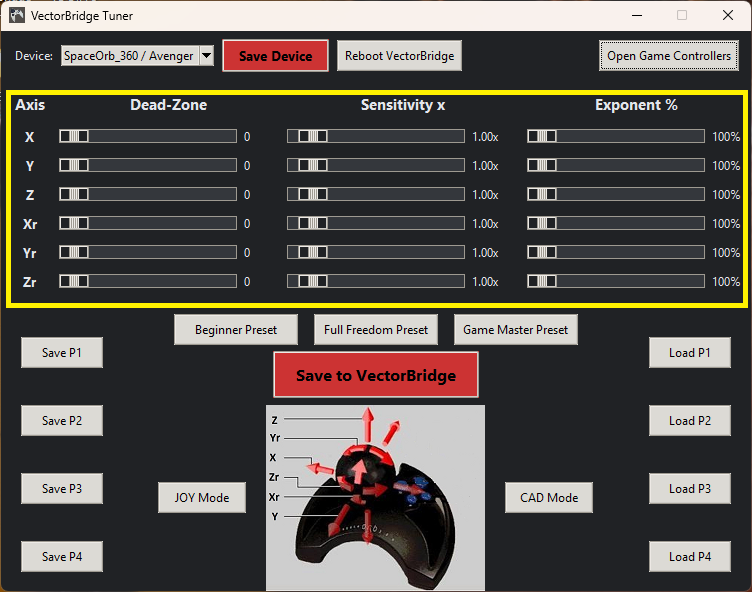 VectorBridge Tuner
Device: SpaceOrb_360 / Avenger Save Device Reboot VectorBridge Open Game Controllers
Axis Dead-Zone Sensitivity x Exponent %
X 0 1.00x 100%
Y 0 1.00x 100%
Z 0 1.00x 100%
Xr 0 1.00x 100%
Yr 0 1.00x 100%
Zr 0 1.00x 100%
Beginner Preset Full Freedom Preset Game Master Preset
Save P1 Load P1
Save to VectorBridge
Save P2 Load P2
Z
Yr
X
Zr
Xr
Y
Save P3 Load P3
JOY Mode CAD Mode
Save P4 Load P4